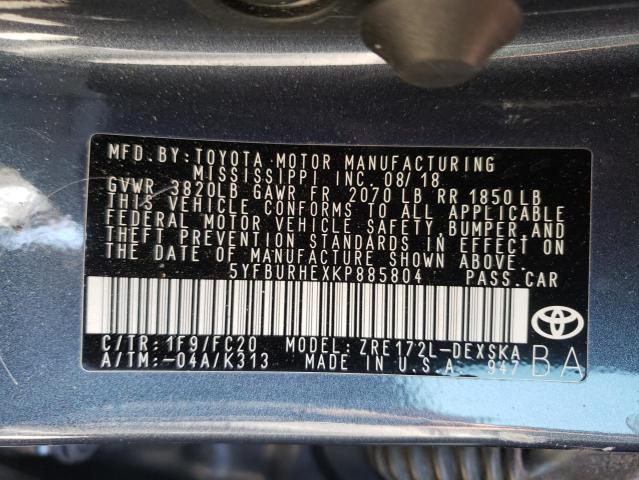 MFD.BY:TOYOTA MOTOR MANUFACTURING
MISSISSIPPI INC. 08/18
GVWR 3820LB GAWR FR 2070 LB RR 1850LB
THIS VEHICLE CONFORMS TO ALL APPLICABLE
FEDERAL MOTOR VEHICLE SAFETY,BUMPER,AND
THEFT PREVENTION STANDARDS IN EFFECT ON
THE DATE OF MANUFACTURE SHOWN ABOVE.
5YFBURHEXKP885804 PASS.CAR
C/TR:1F9/FC20 MODEL:ZRE172L-DEXSKA
A/TM:-04A/K313 MADE IN U.S.A. 947
BA